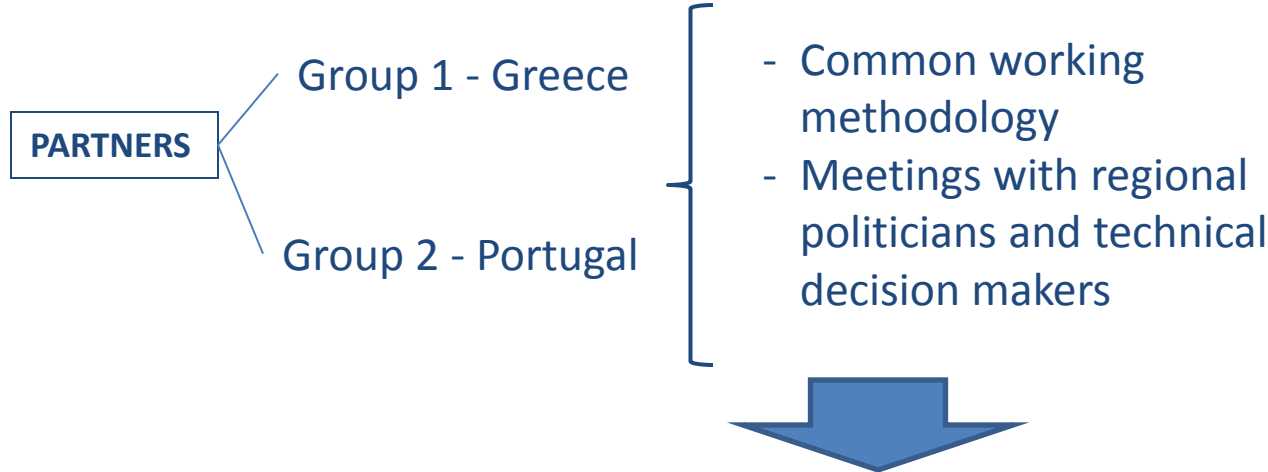 PARTNERS
Group 1 - Greece
Group 2 - Portugal
- Common working
methodology
- Meetings with regional
politicians and technical
decision makers